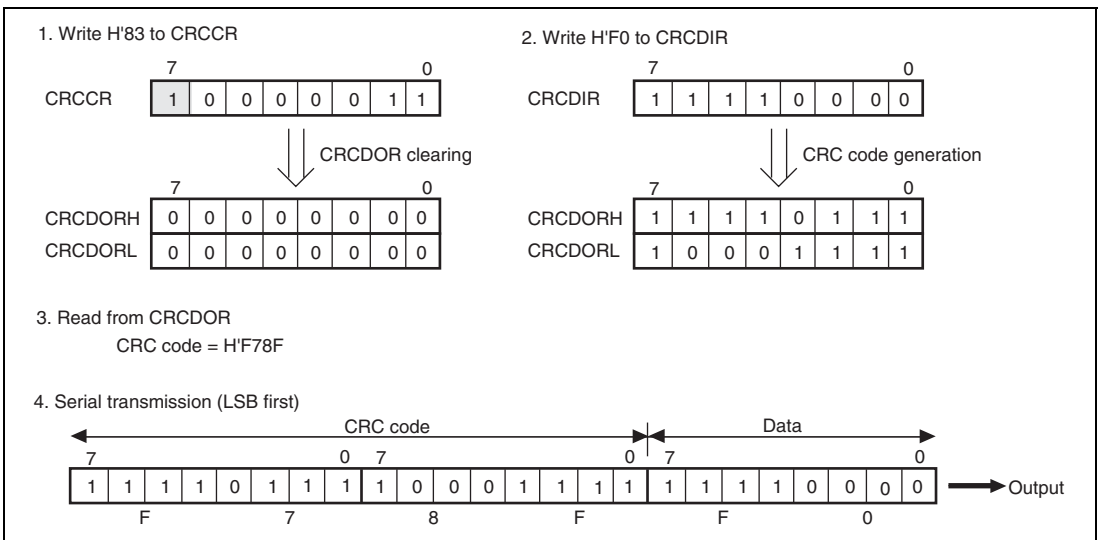 1. Write H'83 to CRCCR
7 0
CRCCR 1 0 0 0 0 0 1 1
CRCDOR clearing
7 0
CRCDORH 0 0 0 0 0 0 0 0
CRCDORL 0 0 0 0 0 0 0 0
2. Write H'F0 to CRCDIR
7 0
CRCDIR 1 1 1 1 0 0 0 0
CRC code generation
7 0
CRCDORH 1 1 1 1 0 1 1 1
CRCDORL 1 0 0 0 1 1 1 1
3. Read from CRCDOR
CRC code = H'F78F
4. Serial transmission (LSB first)
CRC code Data
7 0 7 0 7 0
1 1 1 1 0 1 1 1 1 0 0 0 1 1 1 1 1 1 1 1 0 0 0 0 Output
F 7 8 F F 0